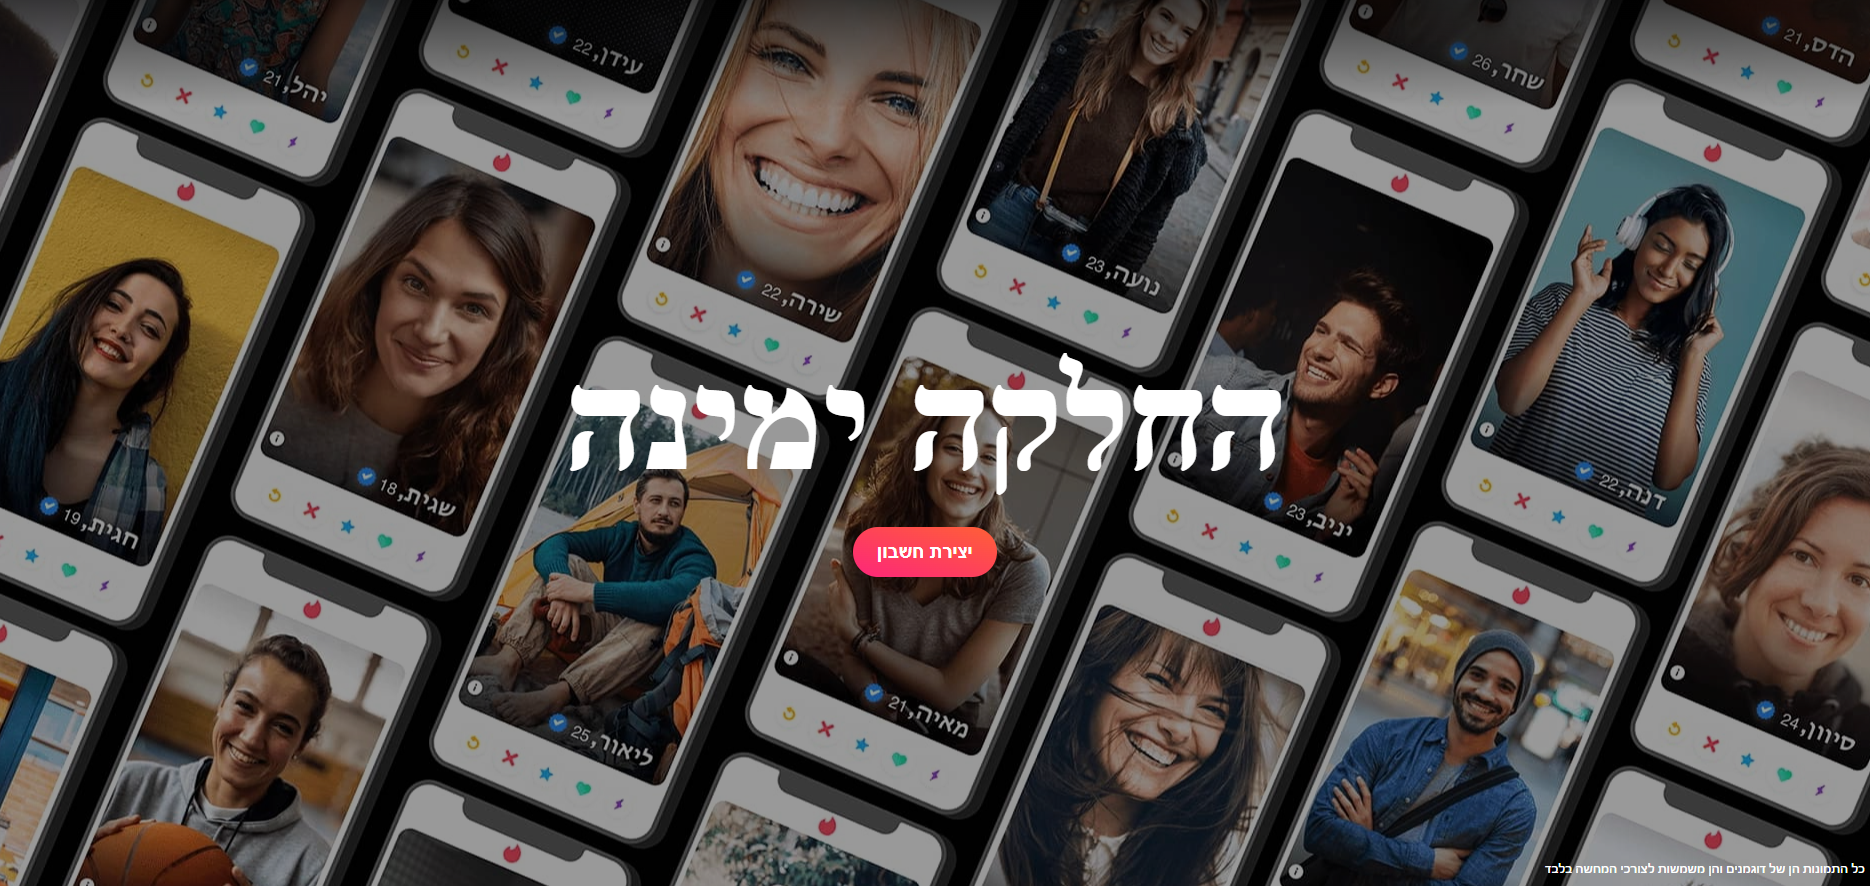 יהל, 21
עידן, 22
שחר, 26
הדס, 21
חגית, 19
שגית, 18
שירה, 22
נועה, 23
יניב, 23
דנה, 22
החלקה ימינה
יצירת חשבון
ליאור, 25
מאיה, 21
סיוון, 24
כל התמונות הן של דוגמנים והן משמשות לצורכי המחשה בלבד